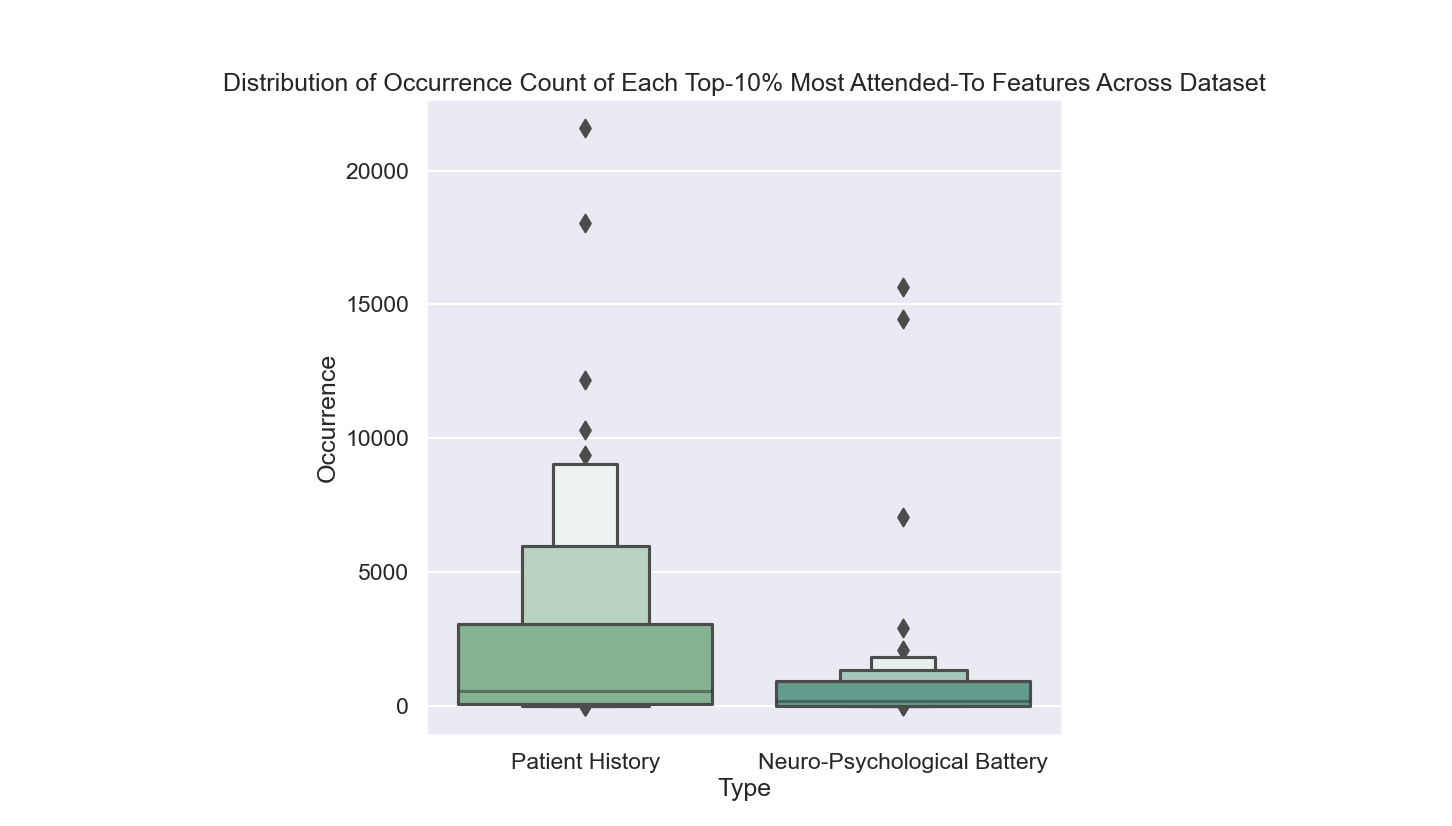 Distribution of Occurrence Count of Each Top-10% Most Attended-To Features Across Dataset
20000
15000
10000
5000
0
Occurrence
Patient History
Neuro-Psychological Battery
Type